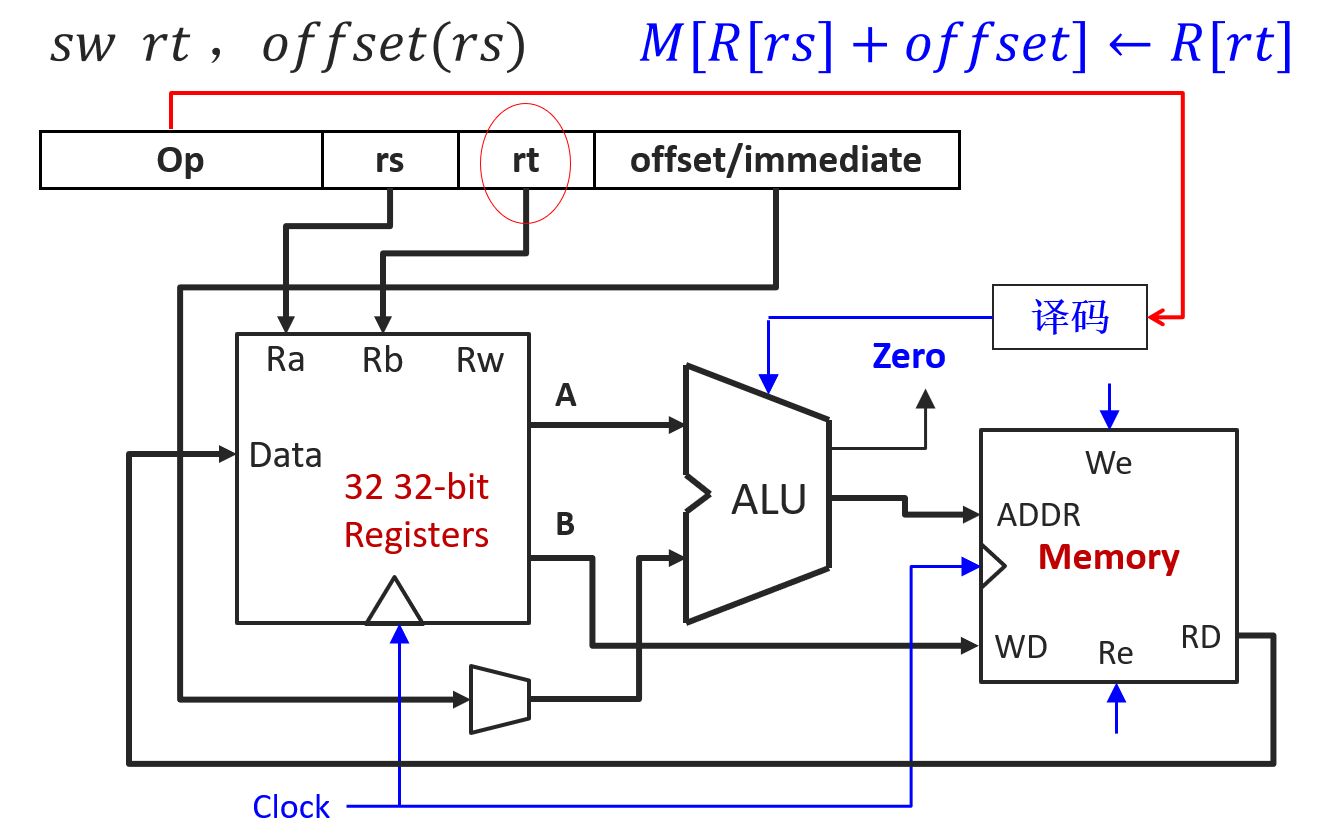 sw rt， offset(rs) M[R[rs] + offset] ← R[rt]
Op rs rt offset/immediate
译码
Zero
Ra Rb Rw
A
Data
We
32 32-bit
Registers
ALU
ADDR
B
Memory
WD
Re
RD
Clock